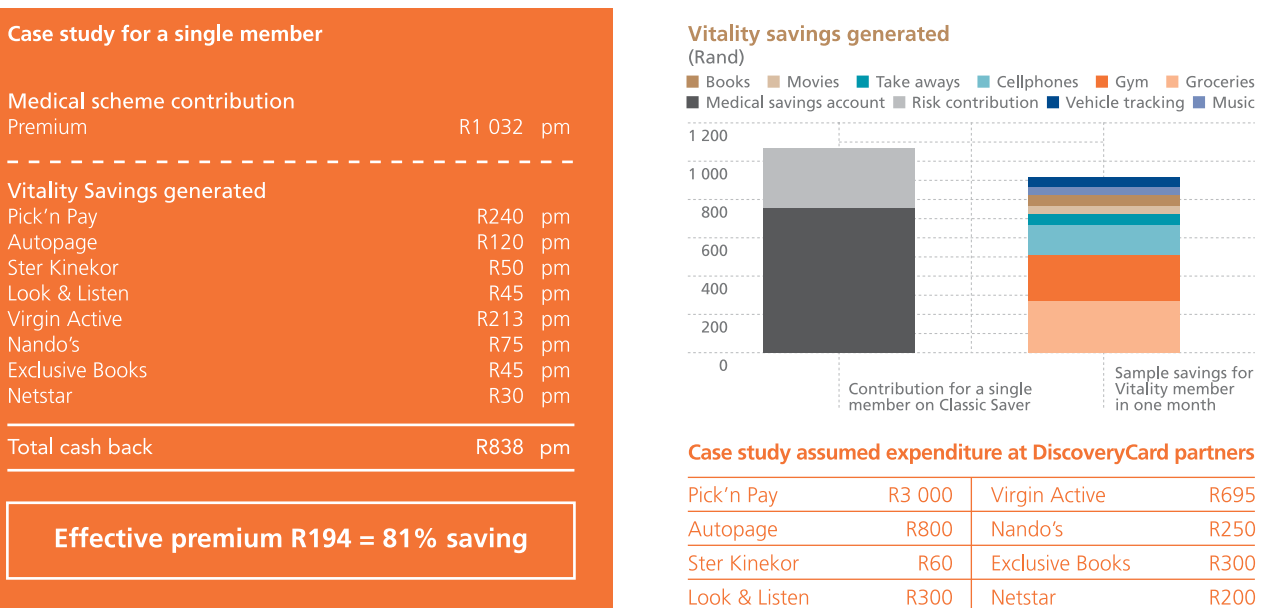 Case study for a single member
Medical scheme contribution
Premium R1 032 pm
Vitality Savings generated
Pick’n Pay R240 pm
Autopage R120 pm
Ster Kinekor R50 pm
Look & Listen R45 pm
Virgin Active R213 pm
Nando’s R75 pm
Exclusive Books R45 pm
Netstar R30 pm
Total cash back R838 pm
Effective premium R194 = 81% saving
Vitality savings generated
(Rand)
Books Movies Take aways Cellphones Gym Groceries
Medical savings account Risk contribution Vehicle tracking Music
1 200
1 000
800
600
400
200
0
Contribution for a single
member on Classic Saver
Sample savings for
Vitality member
in one month
Case study assumed expenditure at DiscoveryCard partners
Pick’n Pay R3 000 Virgin Active R695
Autopage R800 Nando’s R250
Ster Kinekor R60 Exclusive Books R300
Look & Listen R300 Netstar R200